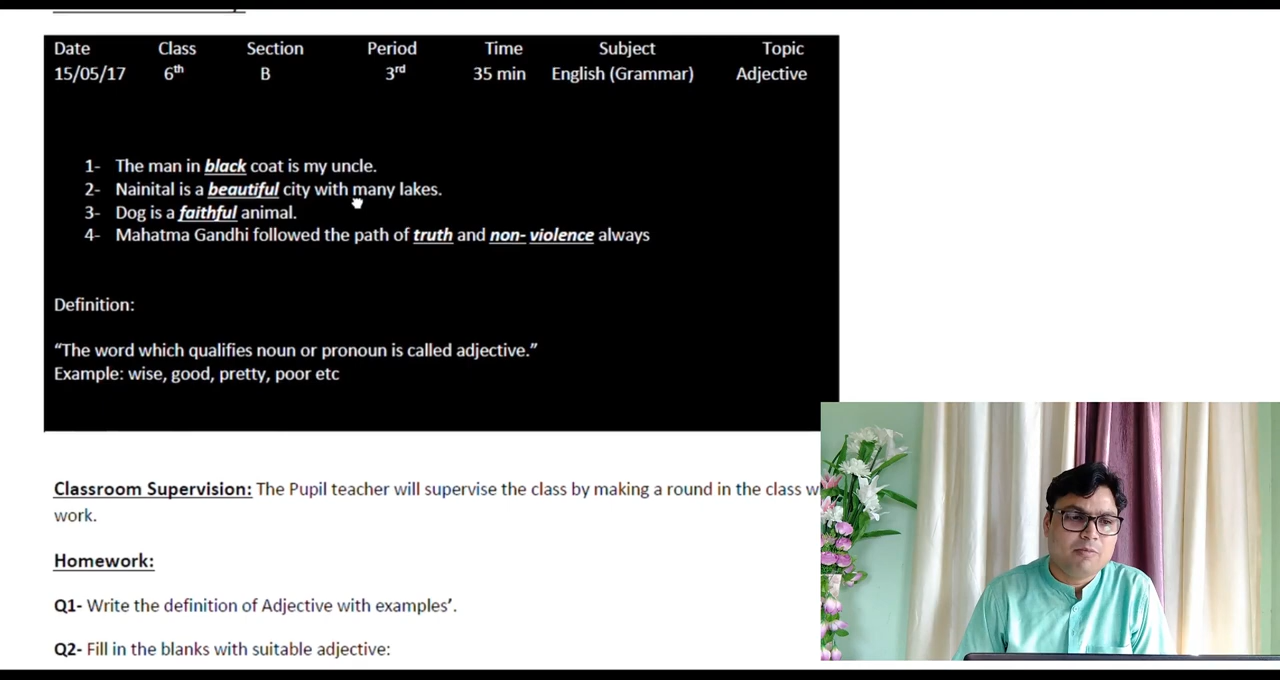 Date Class Section Period Time Subject Topic
15/05/17 6th B 3rd 35 min English (Grammar) Adjective
1- The man in black coat is my uncle.
2- Nainital is a beautiful city with many lakes.
3- Dog is a faithful animal.
4- Mahatma Gandhi followed the path of truth and non- violence always
Definition:
“The word which qualifies noun or pronoun is called adjective.”
Example: wise, good, pretty, poor etc
Classroom Supervision: The Pupil teacher will supervise the class by making a round in the class
work.
Homework:
Q1- Write the definition of Adjective with examples’.
Q2- Fill in the blanks with suitable adjective: